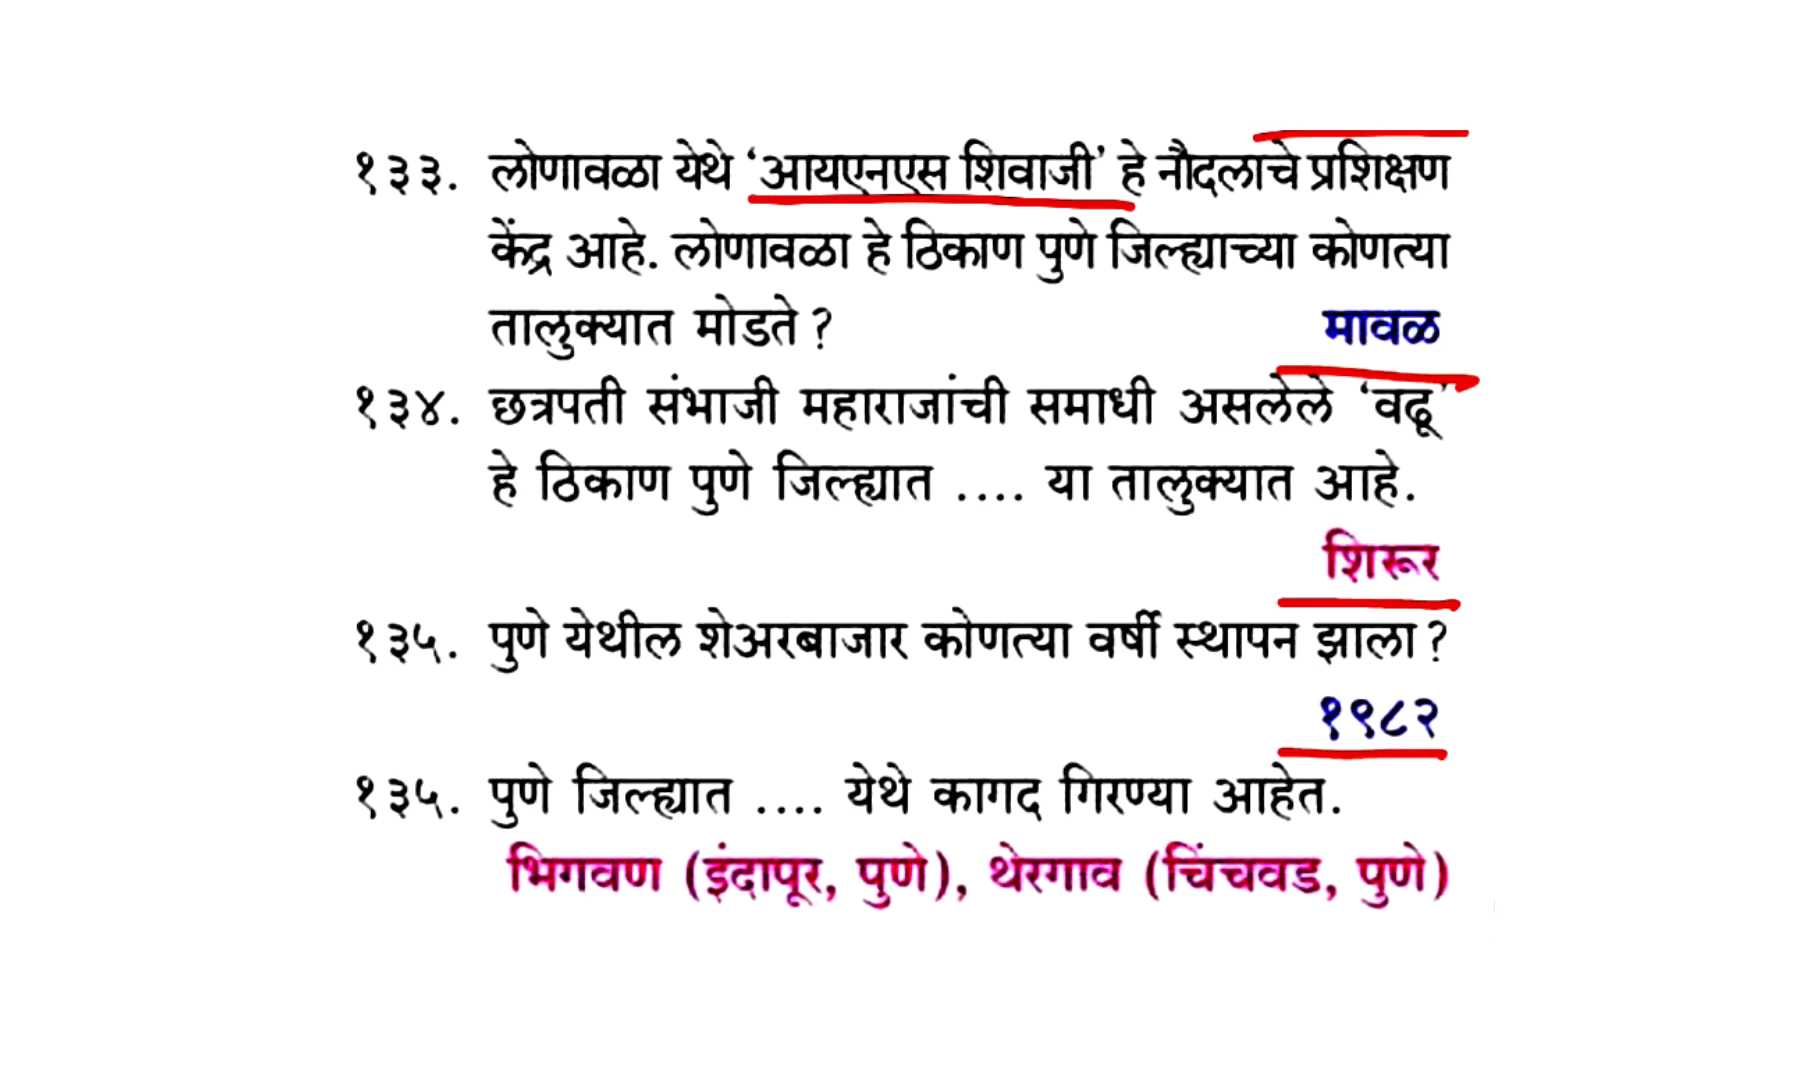 १३३. लोणावळा येथे ‘आयएनएस शिवाजी’ हे नौदलाचे प्रशिक्षण
केंद्र आहे. लोणावळा हे ठिकाण पुणे जिल्ह्याच्या कोणत्या
तालुक्यात मोडते? मावळ
१३४. छत्रपती संभाजी महाराजांची समाधी असलेले ‘वढू’
हे ठिकाण पुणे जिल्ह्यात .... या तालुक्यात आहे.
शिरूर
१३५. पुणे येथील शेअरबाजार कोणत्या वर्षी स्थापन झाला?
१९८२
१३५. पुणे जिल्ह्यात .... येथे कागद गिरण्या आहेत.
भिगवण (इंदापूर, पुणे), थेरगाव (चिंचवड, पुणे)